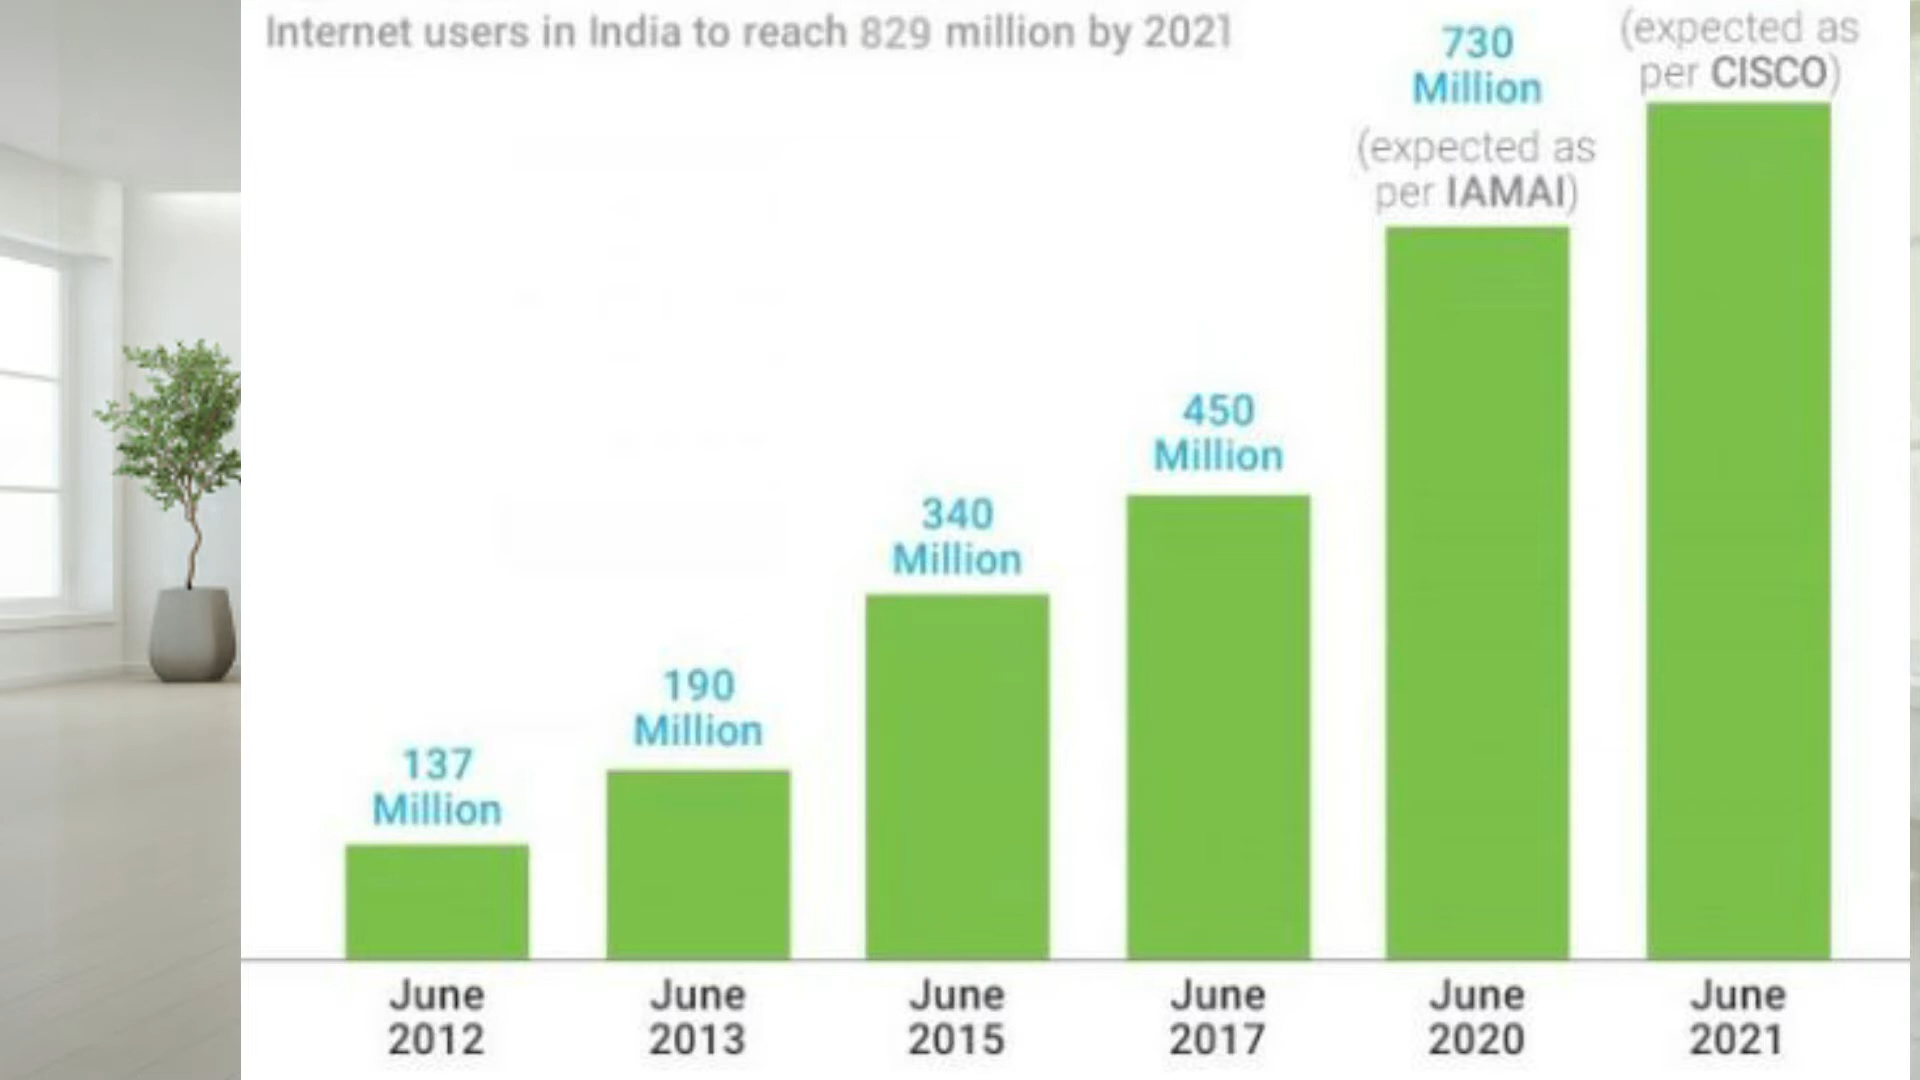 Internet users in India to reach 829 million by 2021
730
Million
(expected as
per IAMAI)
(expected as
per CISCO)
450
Million
340
Million
190
Million
137
Million
June
2012
June
2013
June
2015
June
2017
June
2020
June
2021